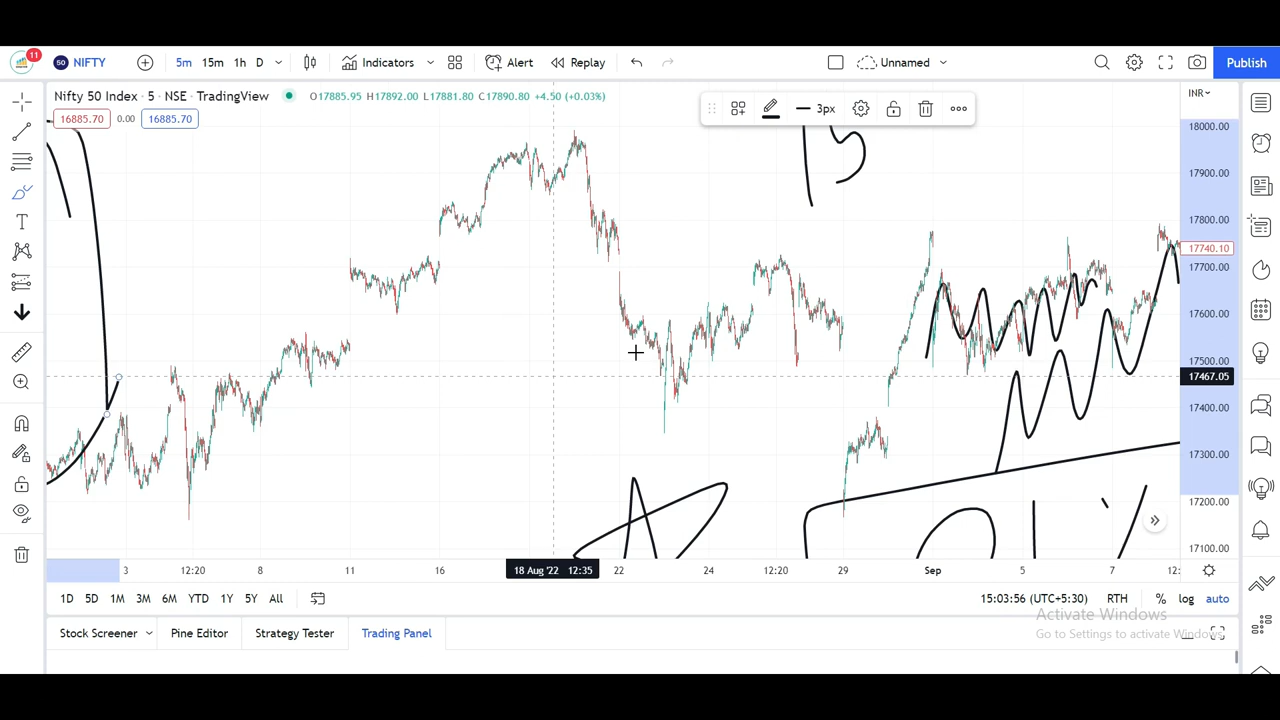 11 50 NIFTY 5m 15m 1h D Indicators Alert Replay Unnamed Publish
Nifty 50 Index · 5 · NSE · TradingView O17885.95 H17892.00 L17881.80 C17890.80 +4.50 (+0.03%) INR
16885.70 0.00 16885.70
3px
B
18000.00
17900.00
17800.00
17740.10
17700.00
17600.00
17500.00
17467.05
17400.00
17300.00
17200.00
17100.00
3 12:20 8 11 16 18 Aug '22 12:35 22 24 12:20 29 Sep 5 7 12:
1D 5D 1M 3M 6M YTD 1Y 5Y All 15:03:56 (UTC+5:30) RTH % log auto
Activate Windows
Go to Settings to activate Windows.
Stock Screener Pine Editor Strategy Tester Trading Panel